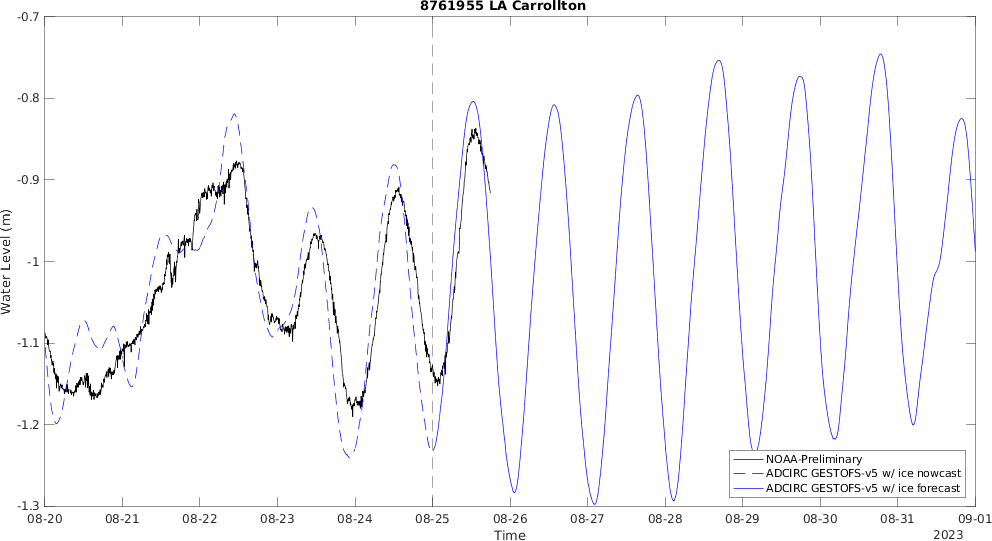 8761955 LA Carrollton
-0.7
-0.8
-0.9
-1
-1.1
-1.2
-1.3
Water Level (m)
NOAA-Preliminary
ADCIRC GESTOFS-v5 w/ ice nowcast
ADCIRC GESTOFS-v5 w/ ice forecast
08-20 08-21 08-22 08-23 08-24 08-25 08-26 08-27 08-28 08-29 08-30 08-31 09-01
Time
2023